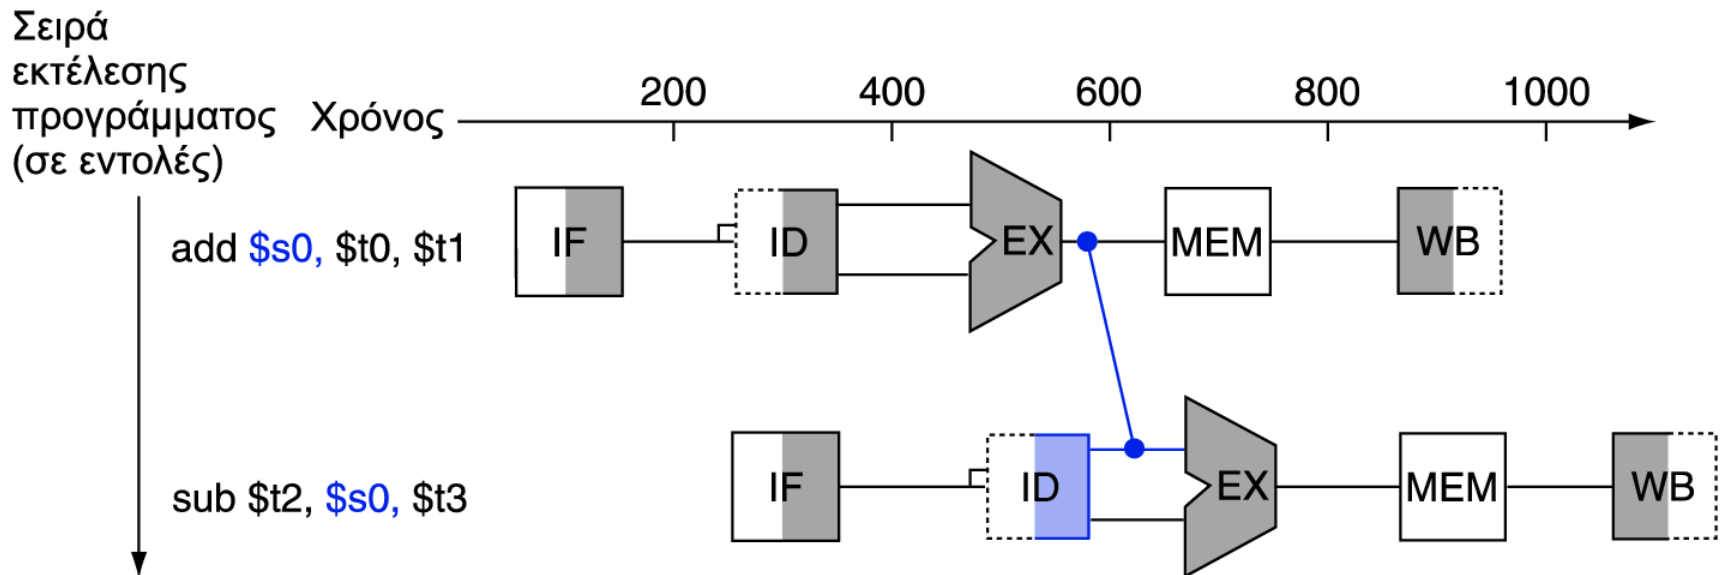 Σειρά
εκτέλεσης
προγράμματος
(σε εντολές)
Χρόνος
200 400 600 800 1000
add $s0, $t0, $t1
IF ID EX MEM WB
sub $t2, $s0, $t3
IF ID EX MEM WB